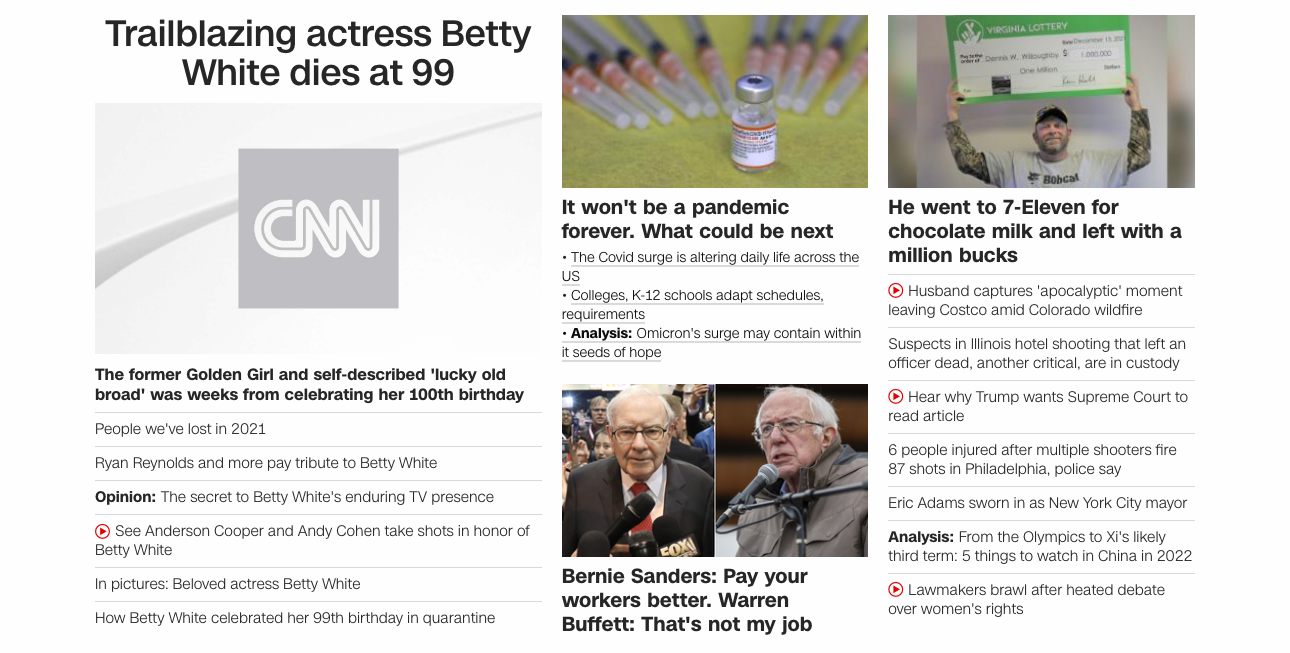 Trailblazing actress Betty
White dies at 99
CNN
The former Golden Girl and self-described 'lucky old
broad' was weeks from celebrating her 100th birthday
People we've lost in 2021
Ryan Reynolds and more pay tribute to Betty White
Opinion: The secret to Betty White's enduring TV presence
See Anderson Cooper and Andy Cohen take shots in honor of
Betty White
In pictures: Beloved actress Betty White
How Betty White celebrated her 99th birthday in quarantine
It won't be a pandemic
forever. What could be next
• The Covid surge is altering daily life across the
US
• Colleges, K-12 schools adapt schedules,
requirements
• Analysis: Omicron's surge may contain within
it seeds of hope
FOX
Bernie Sanders: Pay your
workers better. Warren
Buffett: That's not my job
VIRGINIA LOTTERY
Date December 13, 2021
Pay to the
order of Dennis W. Willoughby $ 1,000,000
One Million Dollars
For
Bobcat
He went to 7-Eleven for
chocolate milk and left with a
million bucks
Husband captures 'apocalyptic' moment
leaving Costco amid Colorado wildfire
Suspects in Illinois hotel shooting that left an
officer dead, another critical, are in custody
Hear why Trump wants Supreme Court to
read article
6 people injured after multiple shooters fire
87 shots in Philadelphia, police say
Eric Adams sworn in as New York City mayor
Analysis: From the Olympics to Xi's likely
third term: 5 things to watch in China in 2022
Lawmakers brawl after heated debate
over women's rights